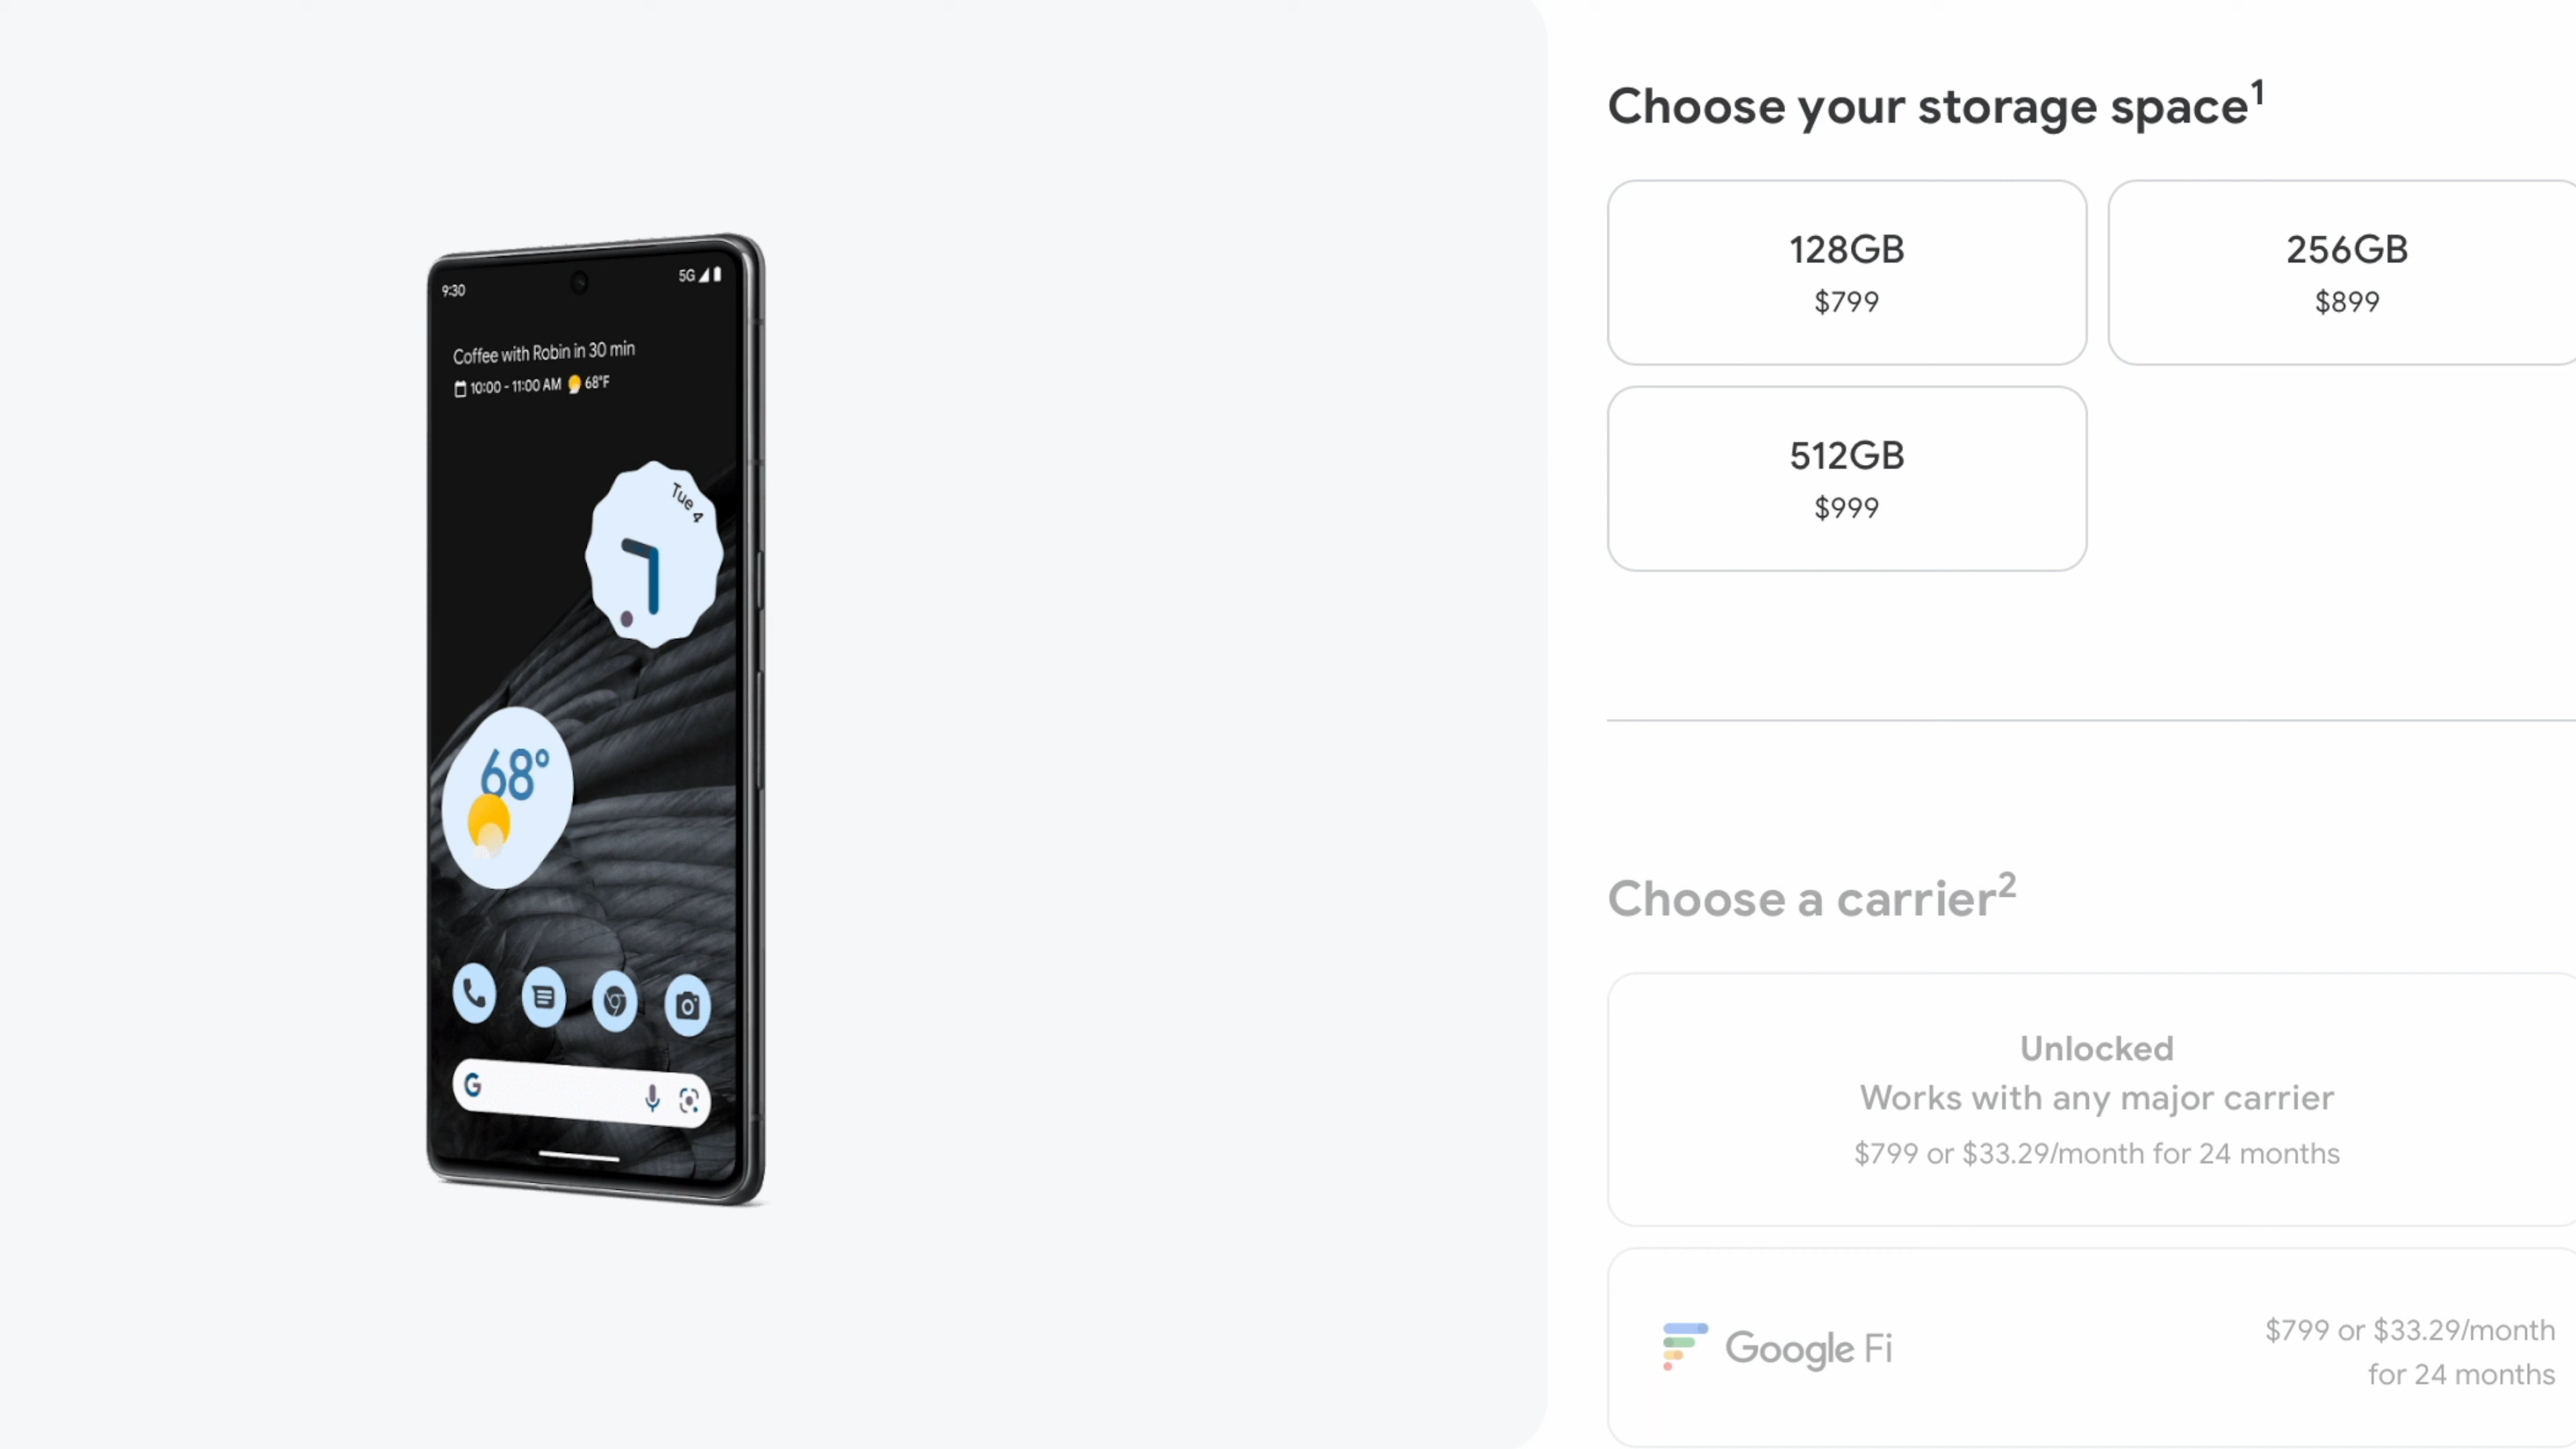 9:30
5G
Coffee with Robin in 30 min
10:00 - 11:00 AM 68°F
Tue 4
68°
G
Choose your storage space¹
128GB
$799
256GB
$899
512GB
$999
Choose a carrier²
Unlocked
Works with any major carrier
$799 or $33.29/month for 24 months
Google Fi
$799 or $33.29/month
for 24 months